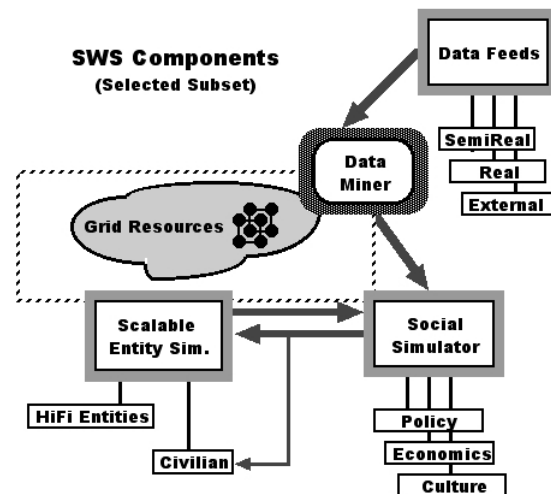 SWS Components
(Selected Subset)
Data Feeds
SemiReal
Real
External
Data
Miner
Grid Resources
Scalable
Entity Sim.
Social
Simulator
HiFi Entities
Civilian
Policy
Economics
Culture